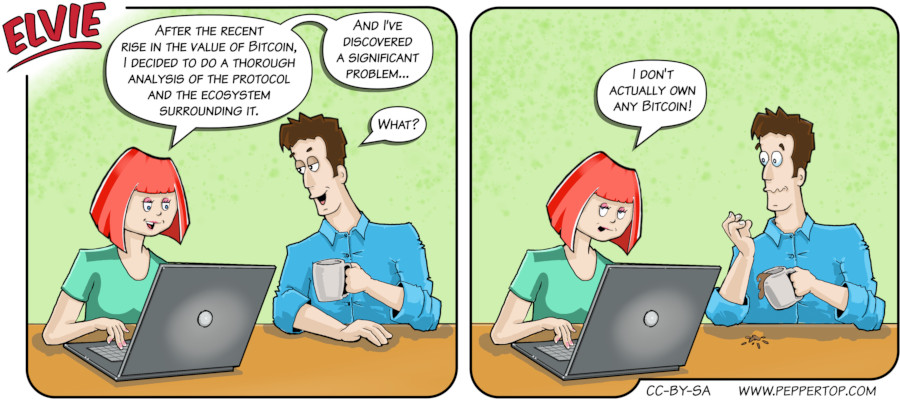 ELVIE
AFTER THE RECENT
RISE IN THE VALUE OF BITCOIN,
I DECIDED TO DO A THOROUGH
ANALYSIS OF THE PROTOCOL
AND THE ECOSYSTEM
SURROUNDING IT.
AND I'VE
DISCOVERED
A SIGNIFICANT
PROBLEM...
WHAT?
I DON'T
ACTUALLY OWN
ANY BITCOIN!
CC-BY-SA
WWW.PEPPERTOP.COM